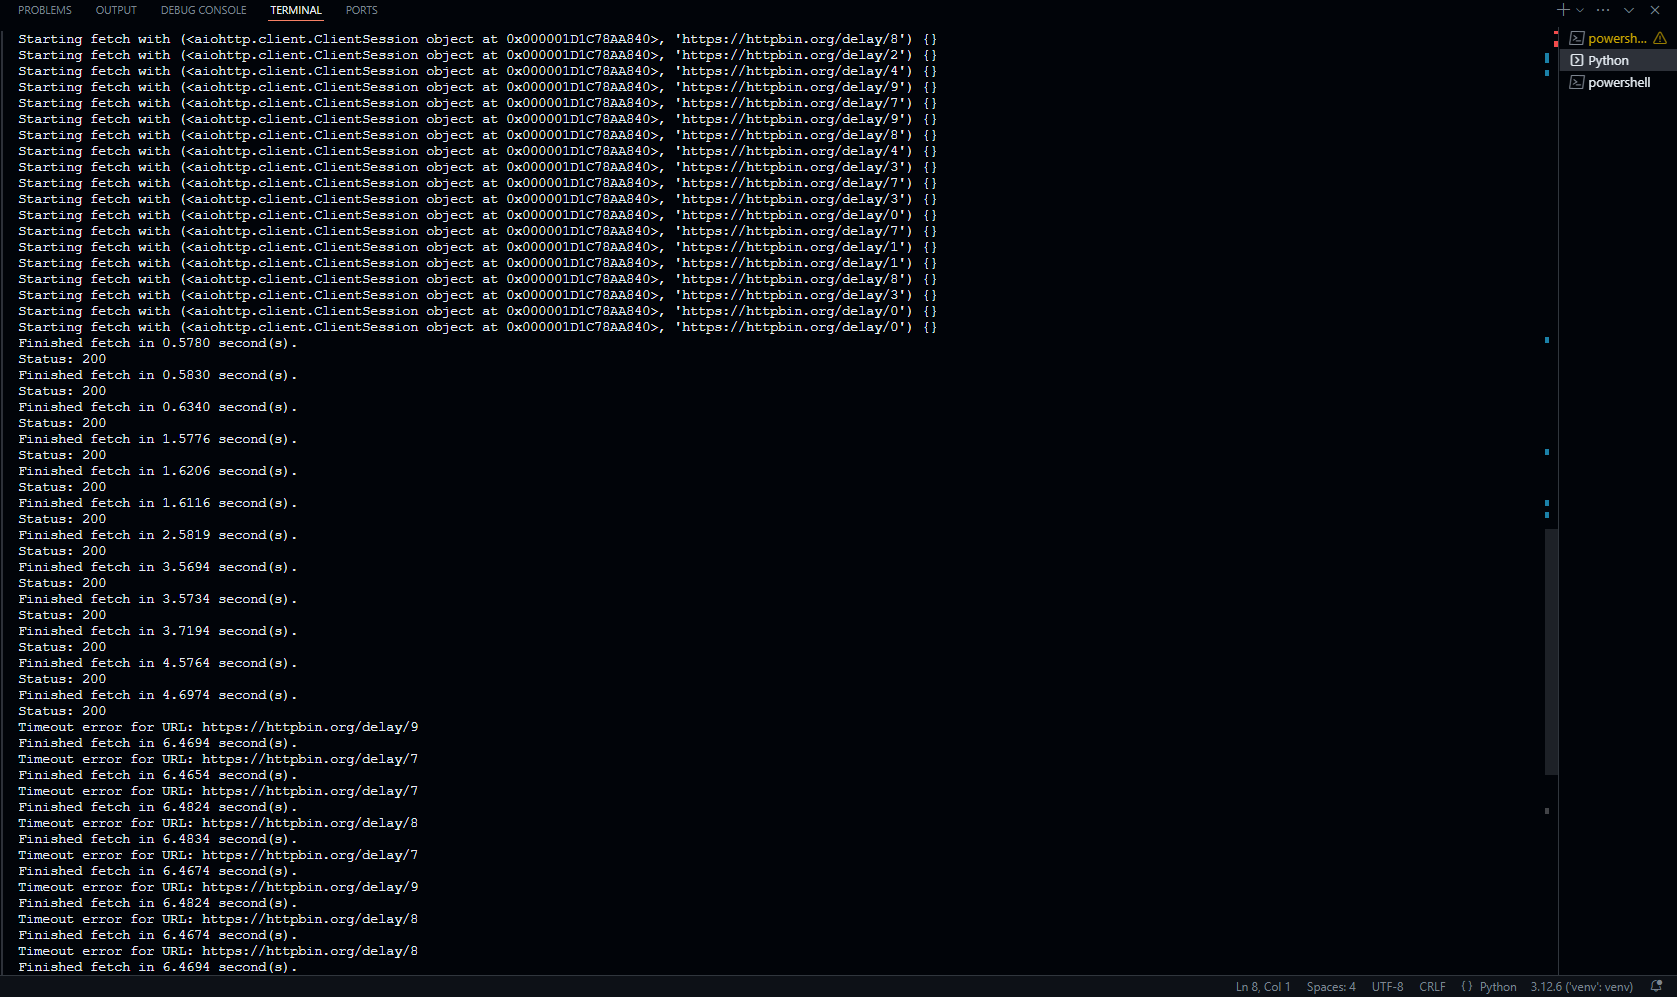 PROBLEMS OUTPUT DEBUG CONSOLE TERMINAL PORTS
Starting fetch with (<aiohttp.client.ClientSession object at 0x000001D1C78AA840>, 'https://httpbin.org/delay/8') {}
Starting fetch with (<aiohttp.client.ClientSession object at 0x000001D1C78AA840>, 'https://httpbin.org/delay/2') {}
Starting fetch with (<aiohttp.client.ClientSession object at 0x000001D1C78AA840>, 'https://httpbin.org/delay/4') {}
Starting fetch with (<aiohttp.client.ClientSession object at 0x000001D1C78AA840>, 'https://httpbin.org/delay/9') {}
Starting fetch with (<aiohttp.client.ClientSession object at 0x000001D1C78AA840>, 'https://httpbin.org/delay/7') {}
Starting fetch with (<aiohttp.client.ClientSession object at 0x000001D1C78AA840>, 'https://httpbin.org/delay/9') {}
Starting fetch with (<aiohttp.client.ClientSession object at 0x000001D1C78AA840>, 'https://httpbin.org/delay/8') {}
Starting fetch with (<aiohttp.client.ClientSession object at 0x000001D1C78AA840>, 'https://httpbin.org/delay/4') {}
Starting fetch with (<aiohttp.client.ClientSession object at 0x000001D1C78AA840>, 'https://httpbin.org/delay/3') {}
Starting fetch with (<aiohttp.client.ClientSession object at 0x000001D1C78AA840>, 'https://httpbin.org/delay/7') {}
Starting fetch with (<aiohttp.client.ClientSession object at 0x000001D1C78AA840>, 'https://httpbin.org/delay/3') {}
Starting fetch with (<aiohttp.client.ClientSession object at 0x000001D1C78AA840>, 'https://httpbin.org/delay/0') {}
Starting fetch with (<aiohttp.client.ClientSession object at 0x000001D1C78AA840>, 'https://httpbin.org/delay/7') {}
Starting fetch with (<aiohttp.client.ClientSession object at 0x000001D1C78AA840>, 'https://httpbin.org/delay/1') {}
Starting fetch with (<aiohttp.client.ClientSession object at 0x000001D1C78AA840>, 'https://httpbin.org/delay/1') {}
Starting fetch with (<aiohttp.client.ClientSession object at 0x000001D1C78AA840>, 'https://httpbin.org/delay/8') {}
Starting fetch with (<aiohttp.client.ClientSession object at 0x000001D1C78AA840>, 'https://httpbin.org/delay/3') {}
Starting fetch with (<aiohttp.client.ClientSession object at 0x000001D1C78AA840>, 'https://httpbin.org/delay/0') {}
Starting fetch with (<aiohttp.client.ClientSession object at 0x000001D1C78AA840>, 'https://httpbin.org/delay/0') {}
Finished fetch in 0.5780 second(s).
Status: 200
Finished fetch in 0.5830 second(s).
Status: 200
Finished fetch in 0.6340 second(s).
Status: 200
Finished fetch in 1.5776 second(s).
Status: 200
Finished fetch in 1.6206 second(s).
Status: 200
Finished fetch in 1.6116 second(s).
Status: 200
Finished fetch in 2.5819 second(s).
Status: 200
Finished fetch in 3.5694 second(s).
Status: 200
Finished fetch in 3.5734 second(s).
Status: 200
Finished fetch in 3.7194 second(s).
Status: 200
Finished fetch in 4.5764 second(s).
Status: 200
Finished fetch in 4.6974 second(s).
Status: 200
Timeout error for URL: https://httpbin.org/delay/9
Finished fetch in 6.4694 second(s).
Timeout error for URL: https://httpbin.org/delay/7
Finished fetch in 6.4654 second(s).
Timeout error for URL: https://httpbin.org/delay/7
Finished fetch in 6.4824 second(s).
Timeout error for URL: https://httpbin.org/delay/8
Finished fetch in 6.4834 second(s).
Timeout error for URL: https://httpbin.org/delay/7
Finished fetch in 6.4674 second(s).
Timeout error for URL: https://httpbin.org/delay/9
Finished fetch in 6.4824 second(s).
Timeout error for URL: https://httpbin.org/delay/8
Finished fetch in 6.4674 second(s).
Timeout error for URL: https://httpbin.org/delay/8
Finished fetch in 6.4694 second(s).
powersh...
Python
powershell
Ln 8, Col 1 Spaces: 4 UTF-8 CRLF {} Python 3.12.6 ('venv': venv)